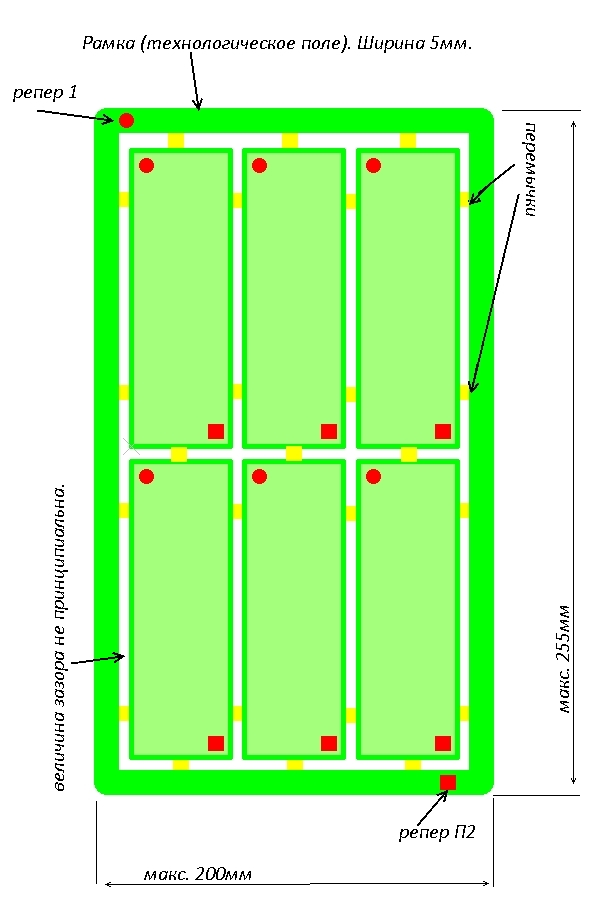 Рамка (технологическое поле). Ширина 5мм.
репер 1
перемычки
величина зазора не принципиальна.
макс. 255мм
репер П2
макс. 200мм